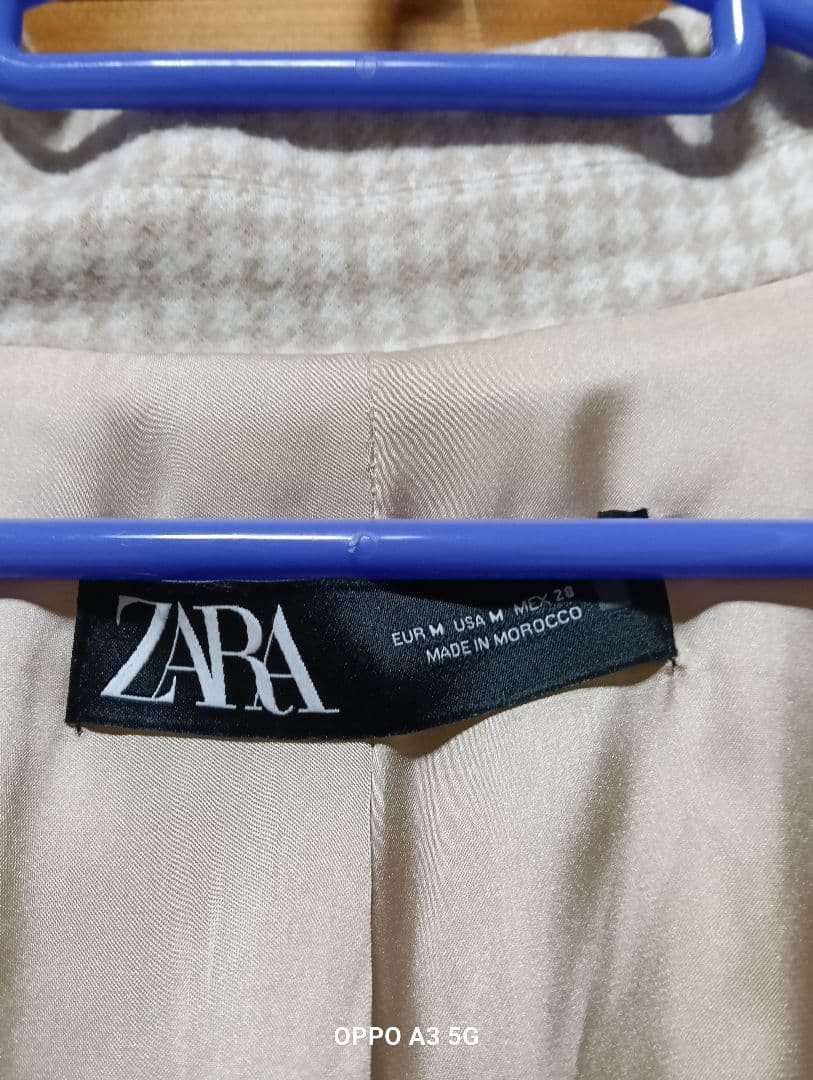 ZARA
EUR M USA M MEX 28
MADE IN MOROCCO
OPPO A3 5G